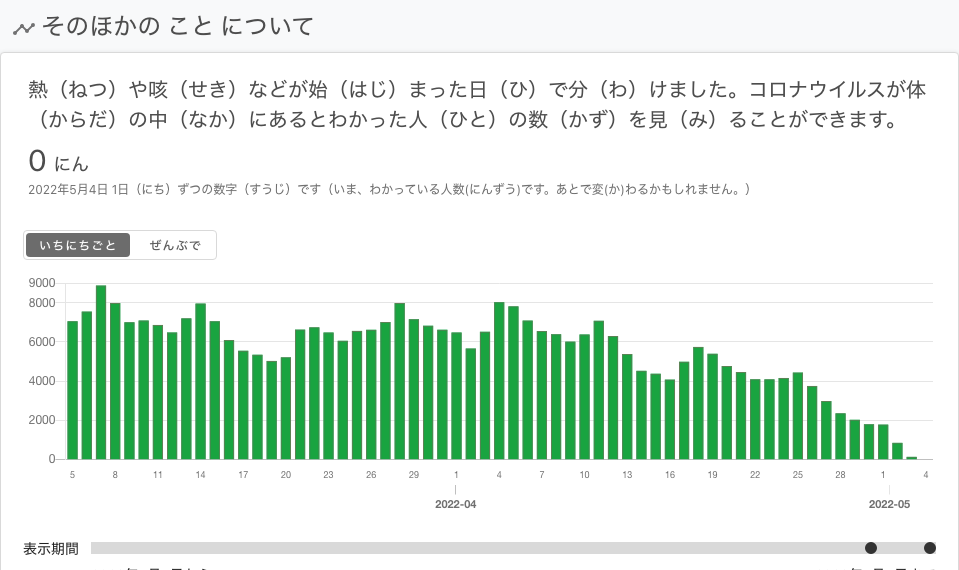 そのほかの こと について
熱（ねつ）や咳（せき）などが始（はじ）まった日（ひ）で分（わ）けました。コロナウイルスが体
（からだ）の中（なか）にあるとわかった人（ひと）の数（かず）を見（み）ることができます。
0 にん
2022年5月4日 1日（にち）ずつの数字（すうじ）です（いま、わかっている人数(にんずう)です。あとで変(か)わるかもしれません。）
いちにちごと ぜんぶで
9000
8000
6000
4000
2000
0
5 8 11 14 17 20 23 26 29 1 4 7 10 13 16 19 22 25 28 1 4
2022-04 2022-05
表示期間